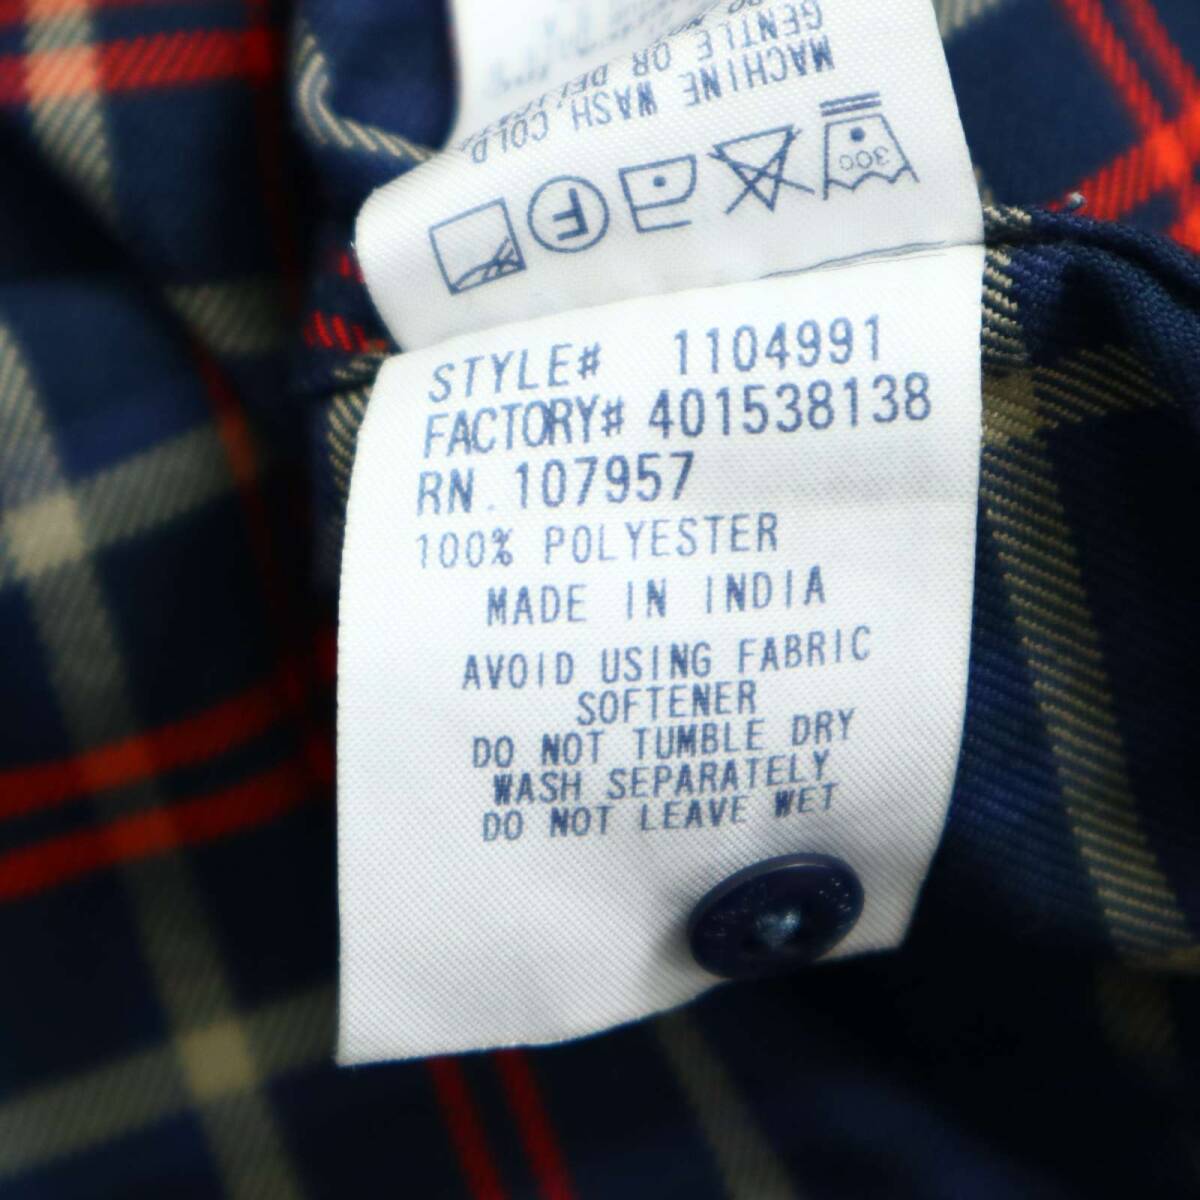 MACHINE WASH COLD
GENTLE OR
30C
F
STYLE# 1104991
FACTORY# 401538138
RN. 107957
100% POLYESTER
MADE IN INDIA
AVOID USING FABRIC
SOFTENER
DO NOT TUMBLE DRY
WASH SEPARATELY
DO NOT LEAVE WET